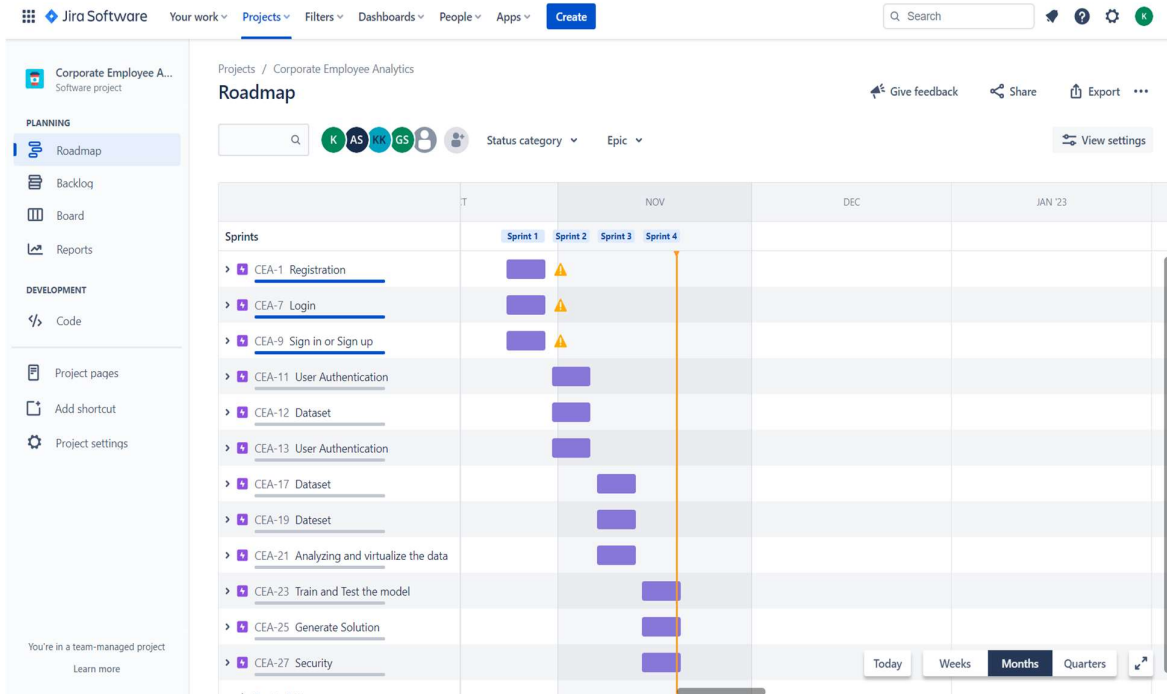 Jira Software Your work Projects Filters Dashboards People Apps Create Search K
Corporate Employee A...
Software project
PLANNING
Roadmap
Backlog
Board
Reports
DEVELOPMENT
Code
Project pages
Add shortcut
Project settings
You're in a team-managed project
Learn more
Projects / Corporate Employee Analytics
Roadmap
Give feedback Share Export
K AS KK GS Status category Epic View settings
T NOV DEC JAN '23
Sprints Sprint 1 Sprint 2 Sprint 3 Sprint 4
CEA-1 Registration
CEA-7 Login
CEA-9 Sign in or Sign up
CEA-11 User Authentication
CEA-12 Dataset
CEA-13 User Authentication
CEA-17 Dataset
CEA-19 Dateset
CEA-21 Analyzing and virtualize the data
CEA-23 Train and Test the model
CEA-25 Generate Solution
CEA-27 Security
Today Weeks Months Quarters